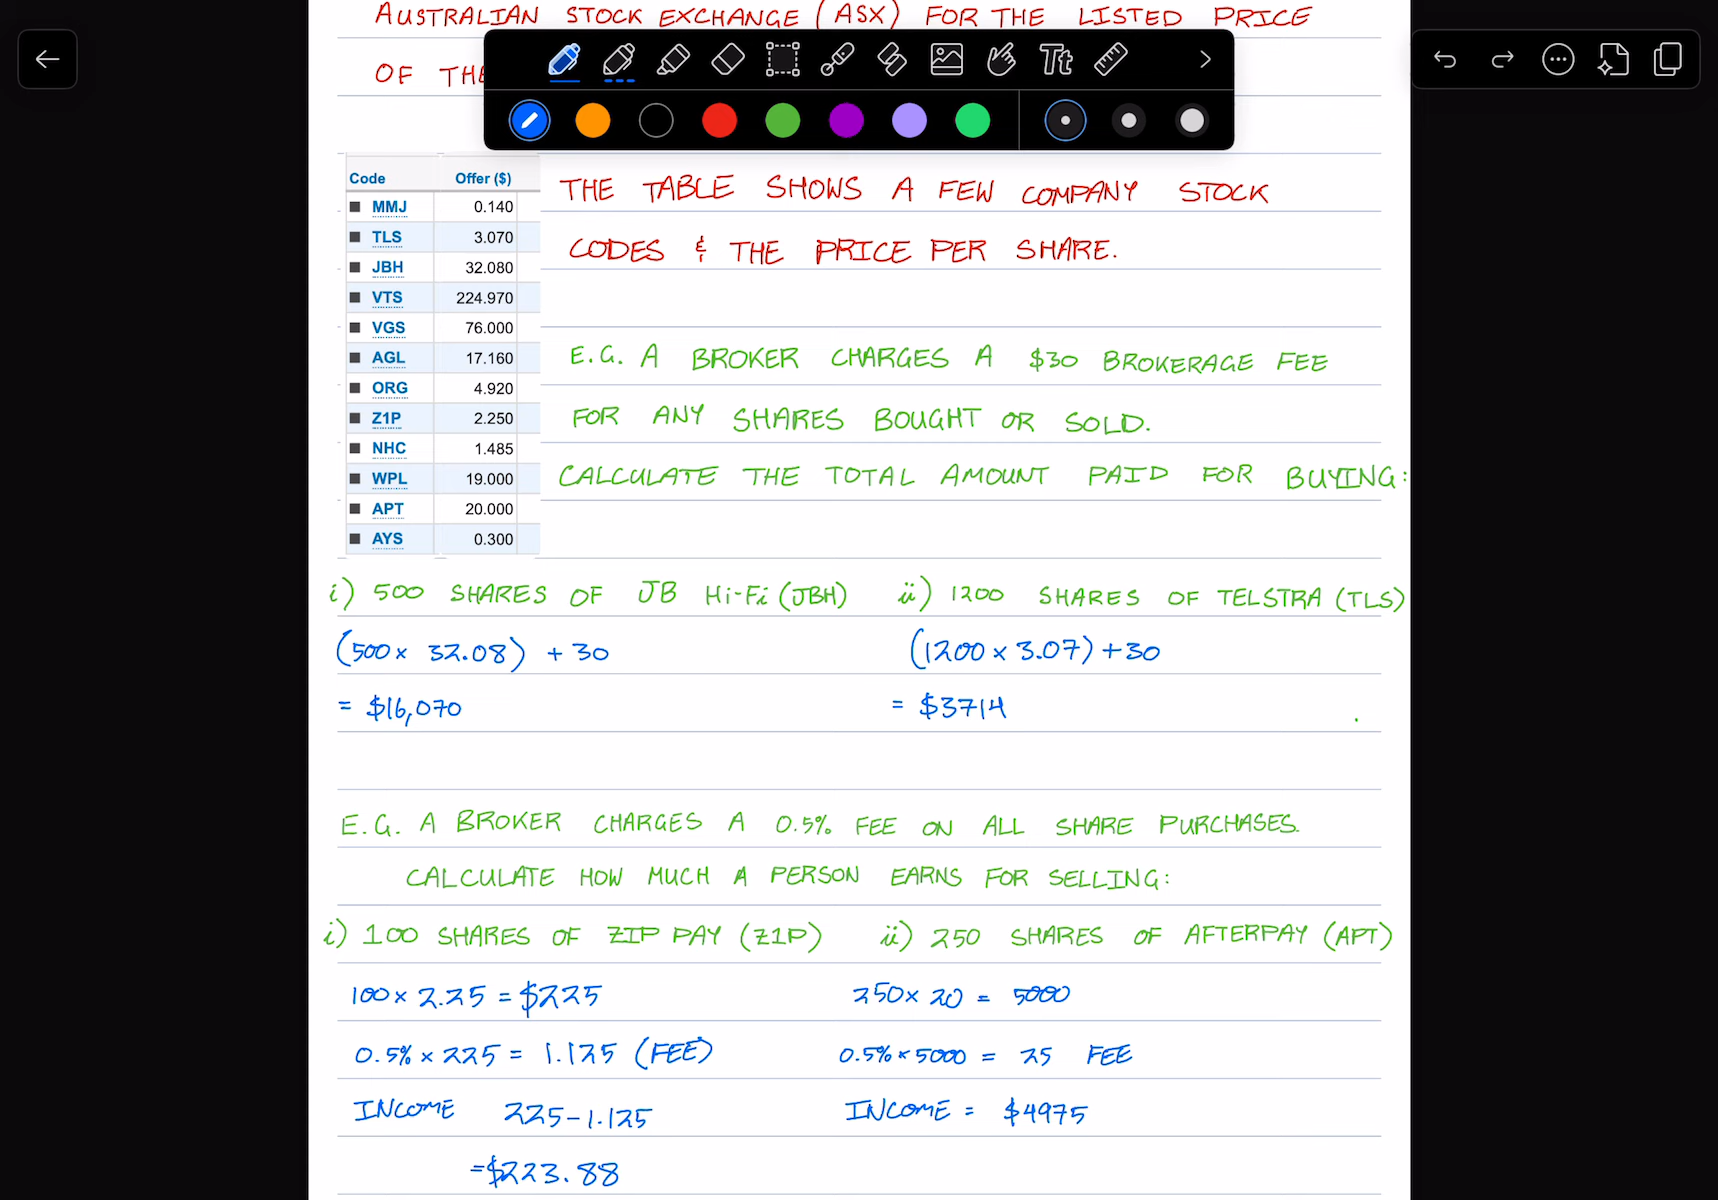 AUSTRALIAN STOCK EXCHANGE (ASX) FOR THE LISTED PRICE
OF THE
Tt
Code Offer ($)
MMJ 0.140
TLS 3.070
JBH 32.080
VTS 224.970
VGS 76.000
AGL 17.160
ORG 4.920
Z1P 2.250
NHC 1.485
WPL 19.000
APT 20.000
AYS 0.300
THE TABLE SHOWS A FEW COMPANY STOCK
CODES & THE PRICE PER SHARE.
E.G. A BROKER CHARGES A $30 BROKERAGE FEE
FOR ANY SHARES BOUGHT OR SOLD.
CALCULATE THE TOTAL AMOUNT PAID FOR BUYING:
i) 500 SHARES OF JB Hi-Fi (JBH)
(500 x 32.08) + 30
= $16,070
ii) 1200 SHARES OF TELSTRA (TLS)
(1200 x 3.07) + 30
= $3714
E.G. A BROKER CHARGES A 0.5% FEE ON ALL SHARE PURCHASES.
CALCULATE HOW MUCH A PERSON EARNS FOR SELLING:
i) 100 SHARES OF ZIP PAY (Z1P)
100 x 2.25 = $225
0.5% x 225 = 1.125 (FEE)
INCOME 225 - 1.125
= $223.88
ii) 250 SHARES OF AFTERPAY (APT)
250 x 20 = 5000
0.5% x 5000 = 25 FEE
INCOME = $4975